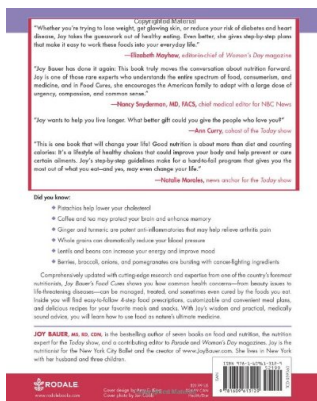 Copyrighted Material
"Whether you're trying to lose weight, get glowing skin, or reduce your risk of diabetes and heart
disease, Joy takes the guesswork out of healthy eating. Even better, she gives step-by-step plans
that make it easy to work these foods into your everyday life."
—Elizabeth Mayhew, editor-in-chief of Woman's Day magazine
"Joy Bauer has done it again: This book truly moves the conversation about nutrition forward.
Joy is one of those rare experts who understands the entire spectrum of food, consumerism, and
medicine, and in Food Cures, she encourages the American family to adopt with a large dose of
urgency, compassion, and common sense."
—Nancy Snyderman, MD, FACS, chief medical editor for NBC News
"Joy wants to help you live longer. What better gift could you give the people who love you?"
—Ann Curry, cohost of the Today show
"This is one book that will change your life! Good nutrition is about more than diet and counting
calories: It's a lifestyle of healthy choices that could improve your body and help prevent or cure
certain ailments. Joy's step-by-step guidelines make for a hard-to-fail program that gives you the
most out of what you eat—and yes, may even change your life."
—Natalie Morales, news anchor for the Today show
Did you know:
Pistachios help lower your cholesterol
Coffee and tea may protect your brain and enhance memory
Ginger and turmeric are potent anti-inflammatories that may help relieve arthritis pain
Whole grains can dramatically reduce your blood pressure
Lentils and beans can increase your energy and improve mood
Berries, broccoli, onions, and pomegranates are bursting with cancer-fighting ingredients
Comprehensively updated with cutting-edge research and expertise from one of the country's foremost
nutritionists, Joy Bauer's Food Cures shows you how common health concerns—from beauty issues to
life-threatening diseases—can be managed, treated, and sometimes even cured by the foods you eat.
Inside you will find easy-to-follow 4-step food prescriptions, customizable and convenient meal plans,
and delicious recipes for your favorite meals and snacks. With Joy's wisdom and practical, medically
sound advice, you will learn how to use food as nature's ultimate medicine.
JOY BAUER, MS, RD, CDN, is the bestselling author of seven books on food and nutrition, the nutrition
expert for the Today show, and a contributing editor to Parade and Woman's Day magazines. Joy is the
nutritionist for the New York City Ballet and the creator of www.JoyBauer.com. She lives in New York
with her husband and three children.
RODALE
www.rodalebooks.com